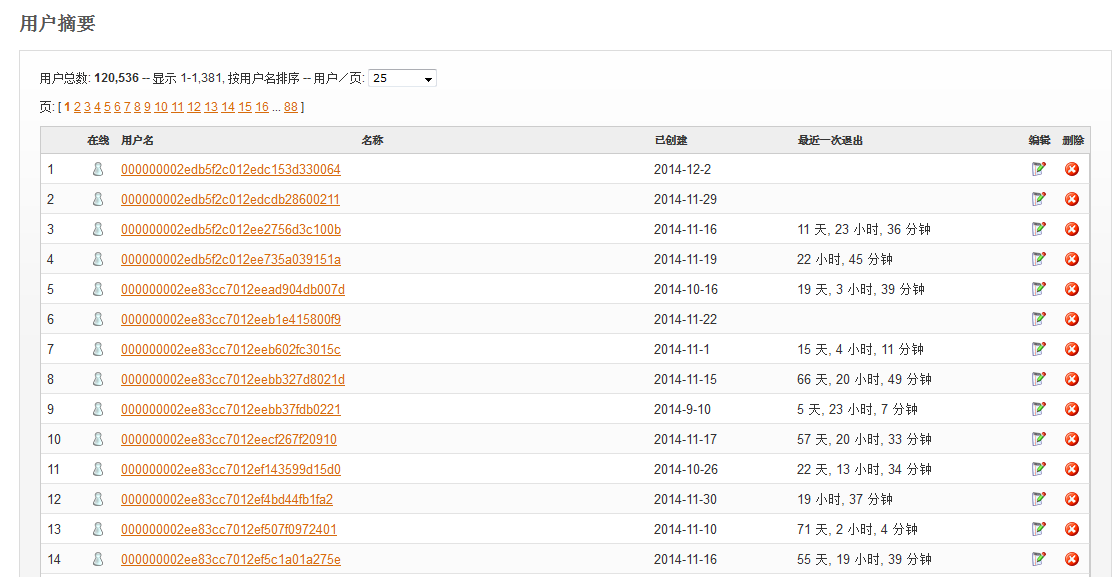 用户摘要
用户总数: 120,536 -- 显示 1-1,381, 按用户名排序 -- 用户／页: 25
页: [ 1 2 3 4 5 6 7 8 9 10 11 12 13 14 15 16 ... 88 ]
在线 用户名 名称 已创建 最近一次退出 编辑 删除
1 000000002edb5f2c012edc153d330064 2014-12-2
2 000000002edb5f2c012edcdb28600211 2014-11-29
3 000000002edb5f2c012ee2756d3c100b 2014-11-16 11 天, 23 小时, 36 分钟
4 000000002edb5f2c012ee735a039151a 2014-11-19 22 小时, 45 分钟
5 000000002ee83cc7012eead904db007d 2014-10-16 19 天, 3 小时, 39 分钟
6 000000002ee83cc7012eeb1e415800f9 2014-11-22
7 000000002ee83cc7012eeb602fc3015c 2014-11-1 15 天, 4 小时, 11 分钟
8 000000002ee83cc7012eebb327d8021d 2014-11-15 66 天, 20 小时, 49 分钟
9 000000002ee83cc7012eebb37fdb0221 2014-9-10 5 天, 23 小时, 7 分钟
10 000000002ee83cc7012eecf267f20910 2014-11-17 57 天, 20 小时, 33 分钟
11 000000002ee83cc7012ef143599d15d0 2014-10-26 22 天, 13 小时, 34 分钟
12 000000002ee83cc7012ef4bd44fb1fa2 2014-11-30 19 小时, 37 分钟
13 000000002ee83cc7012ef507f0972401 2014-11-10 71 天, 2 小时, 4 分钟
14 000000002ee83cc7012ef5c1a01a275e 2014-11-16 55 天, 19 小时, 39 分钟